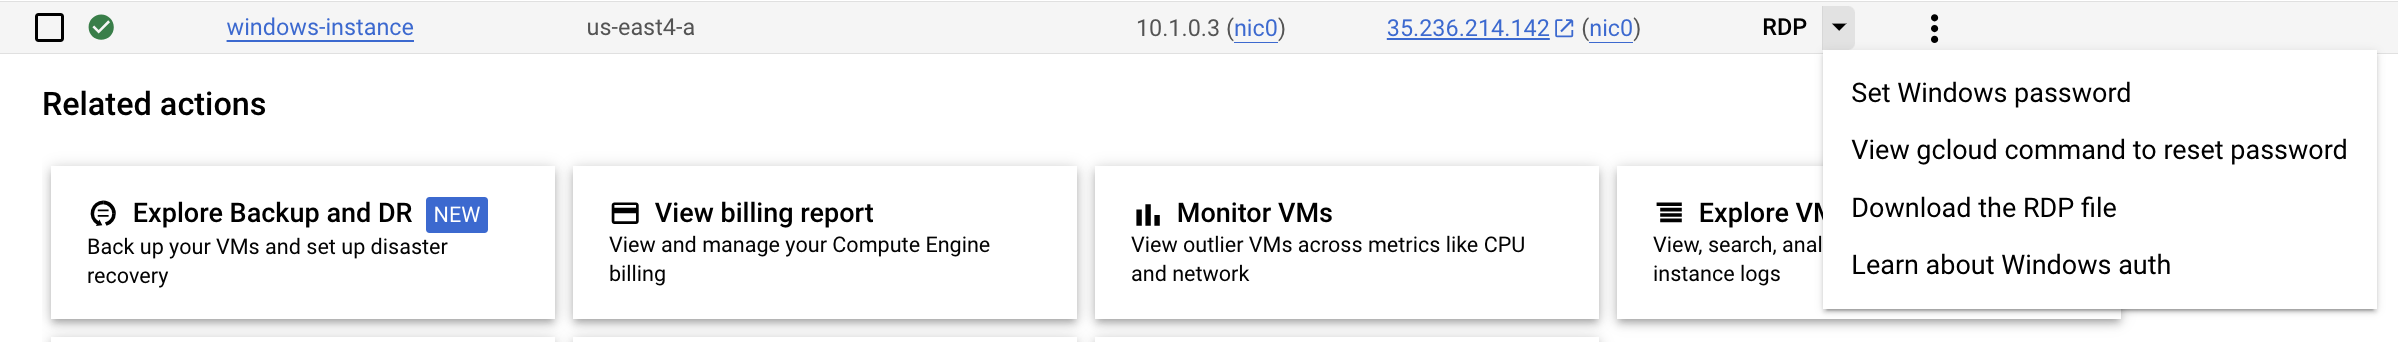 windows-instance us-east4-a 10.1.0.3 (nic0) 35.236.214.142 (nic0) RDP
Set Windows password
View gcloud command to reset password
Download the RDP file
Learn about Windows auth
Related actions
Explore Backup and DR NEW
Back up your VMs and set up disaster
recovery
View billing report
View and manage your Compute Engine
billing
Monitor VMs
View outlier VMs across metrics like CPU
and network
Explore
View, search,
instance logs